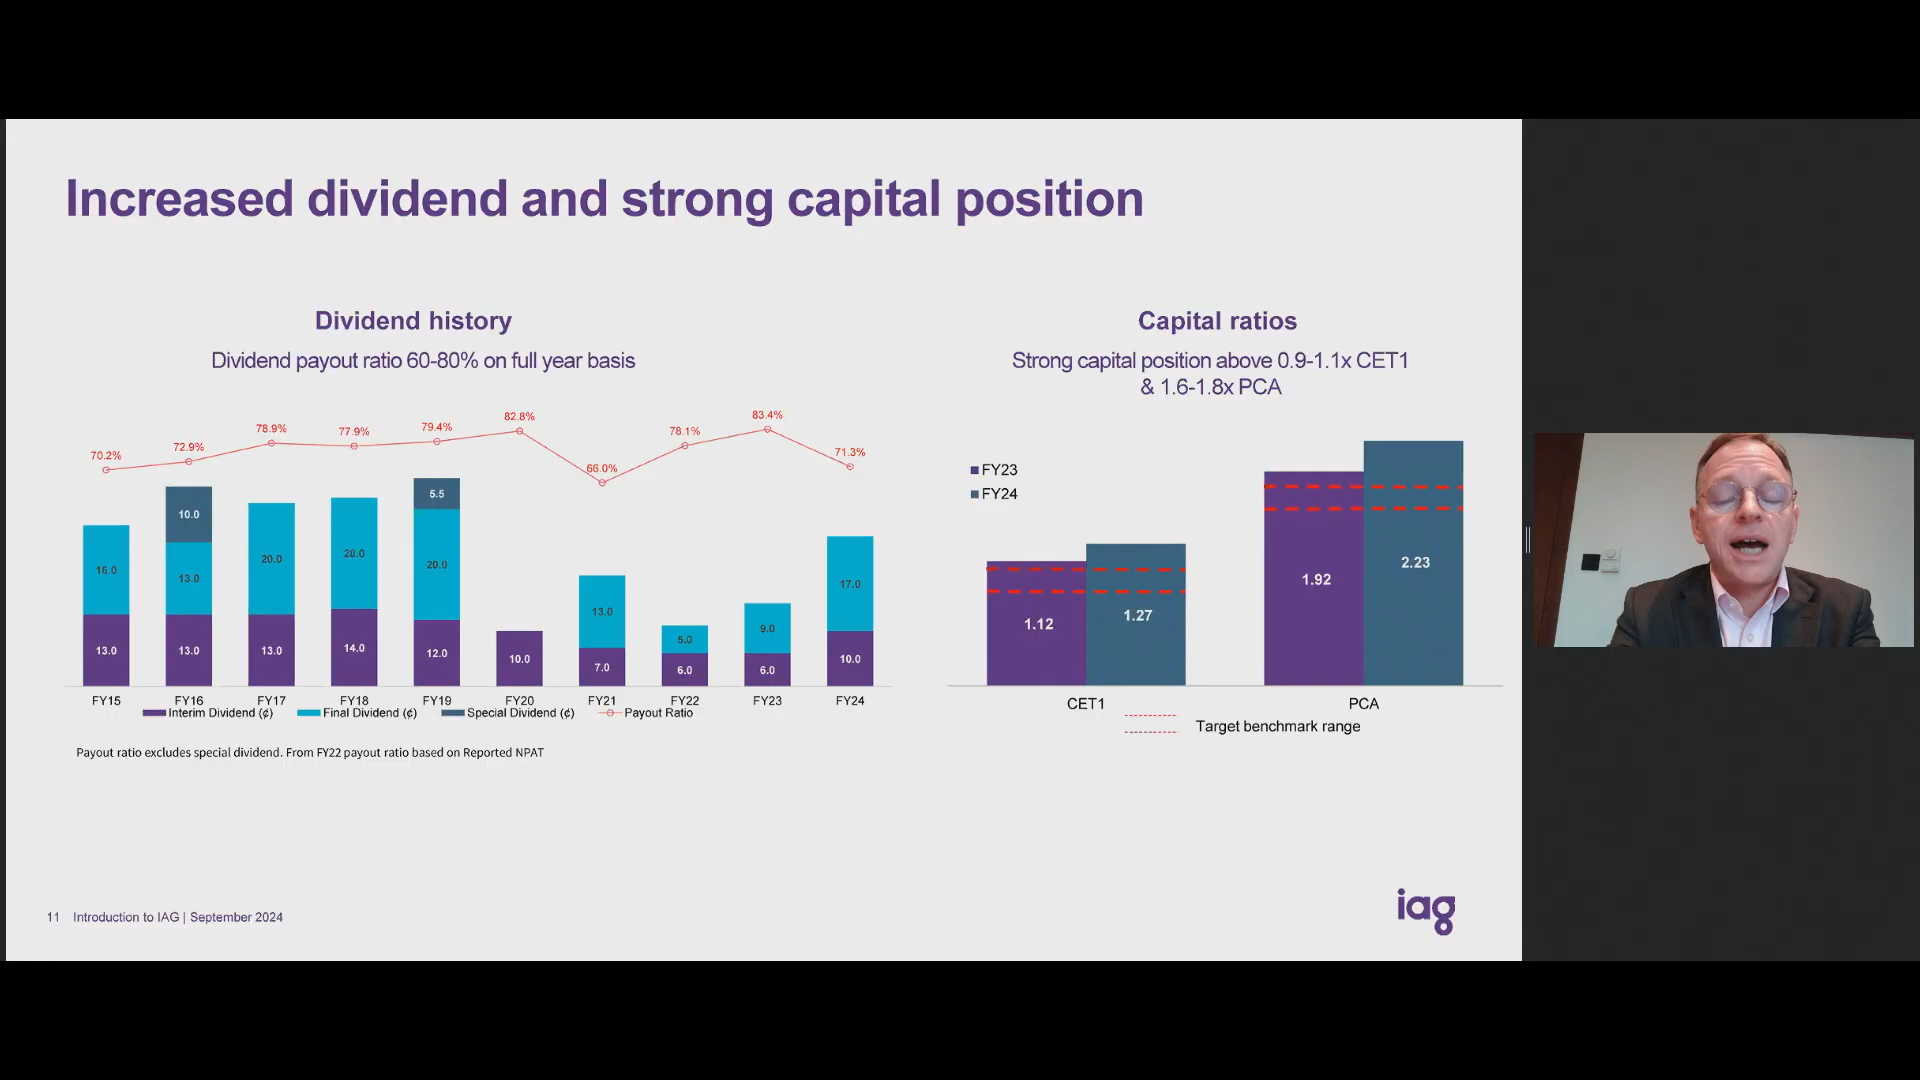 Increased dividend and strong capital position
Dividend history
Dividend payout ratio 60-80% on full year basis
70.2%
72.9%
78.9%
77.9%
79.4%
82.8%
66.0%
78.1%
83.4%
71.3%
16.0
13.0
10.0
13.0
13.0
20.0
13.0
20.0
14.0
5.5
20.0
12.0
10.0
13.0
7.0
5.0
6.0
9.0
6.0
17.0
10.0
FY15 FY16 FY17 FY18 FY19 FY20 FY21 FY22 FY23 FY24
Interim Dividend (¢) Final Dividend (¢) Special Dividend (¢) Payout Ratio
Payout ratio excludes special dividend. From FY22 payout ratio based on Reported NPAT
Capital ratios
Strong capital position above 0.9-1.1x CET1
& 1.6-1.8x PCA
FY23
FY24
1.12
1.27
1.92
2.23
CET1 PCA
Target benchmark range
11 Introduction to IAG | September 2024
iag